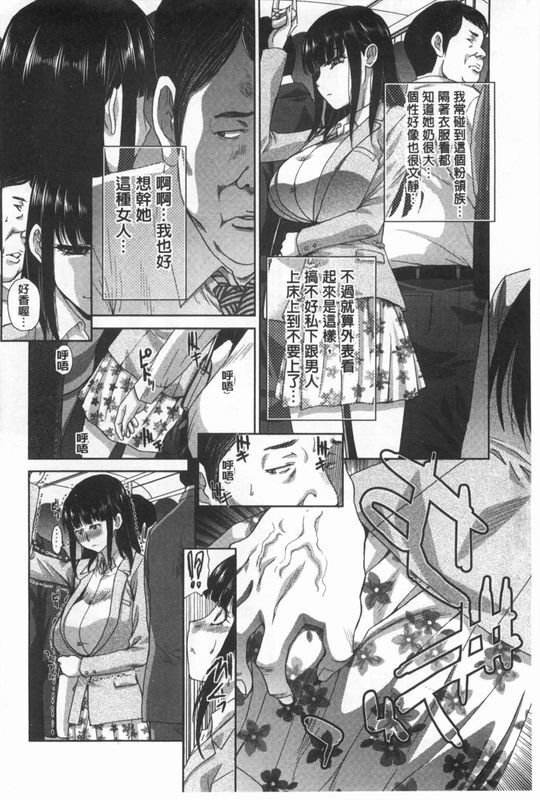 我常碰到這個粉領族…
隔著衣服看都
知道她奶很大…
個性好像也很文靜…
不過就算外表看
起來是這樣，
搞不好私下跟男人
上床上到不要上了…
啊啊…我也好
想幹她
這種女人…
好香喔…
呼唔
呼唔
呼唔
呼唔
呼唔